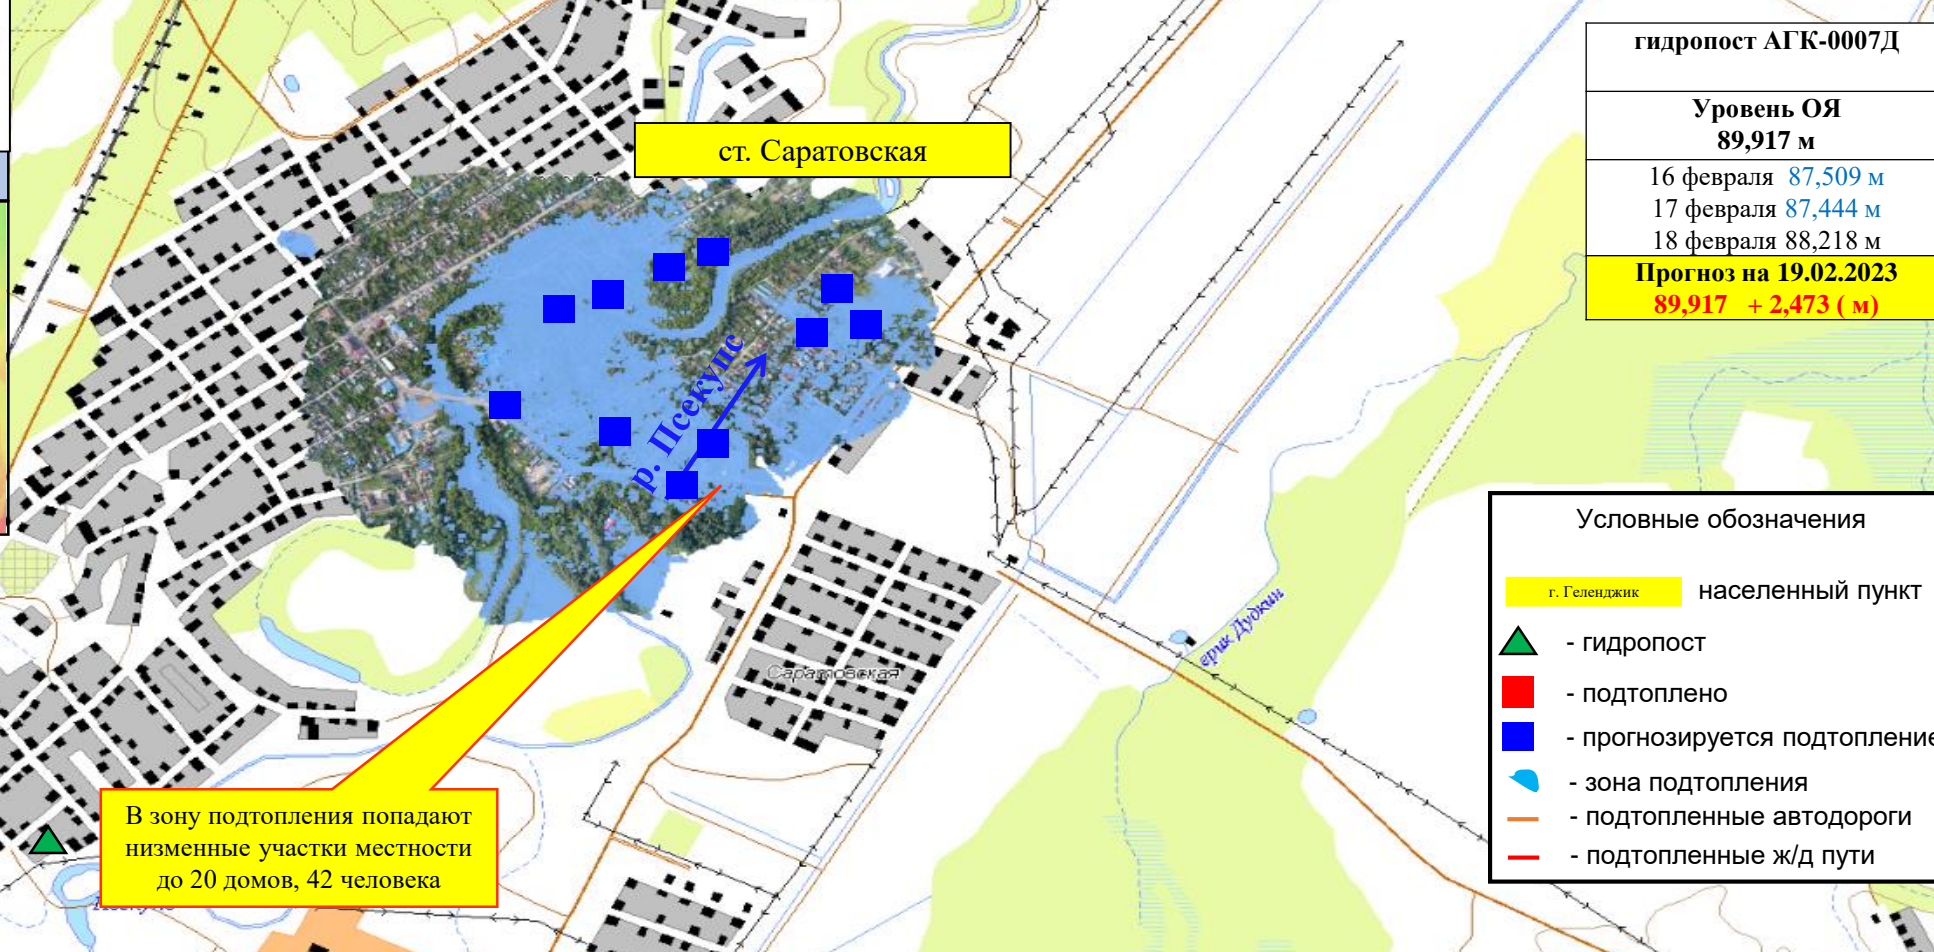 гидропост АГК-0007Д
Уровень ОЯ
89,917 м
16 февраля 87,509 м
17 февраля 87,444 м
18 февраля 88,218 м
Прогноз на 19.02.2023
89,917 + 2,473 ( м)
ст. Саратовская
р. Псекупс
Саратовская
ерик Дудкин
Условные обозначения
г. Геленджик населенный пункт
- гидропост
- подтоплено
- прогнозируется подтопление
- зона подтопления
- подтопленные автодороги
- подтопленные ж/д пути
В зону подтопления попадают
низменные участки местности
до 20 домов, 42 человека